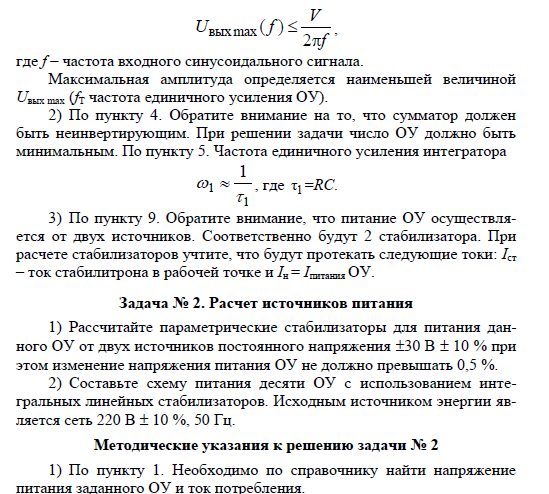 Uвых max(f) ≤ V/2πf,
где f – частота входного синусоидального сигнала.
Максимальная амплитуда определяется наименьшей величиной
Uвых max (fТ частота единичного усиления ОУ).
2) По пункту 4. Обратите внимание на то, что сумматор должен
быть неинвертирующим. При решении задачи число ОУ должно быть
минимальным. По пункту 5. Частота единичного усиления интегратора
ω1 ≈ 1/τ1, где τ1=RC.
3) По пункту 9. Обратите внимание, что питание ОУ осуществля-
ется от двух источников. Соответственно будут 2 стабилизатора. При
расчете стабилизаторов учтите, что будут протекать следующие токи: Iст
– ток стабилитрона в рабочей точке и Iн = Iпитания ОУ.
Задача № 2. Расчет источников питания
1) Рассчитайте параметрические стабилизаторы для питания дан-
ного ОУ от двух источников постоянного напряжения ±30 В ± 10 % при
этом изменение напряжения питания ОУ не должно превышать 0,5 %.
2) Составьте схему питания десяти ОУ с использованием инте-
гральных линейных стабилизаторов. Исходным источником энергии яв-
ляется сеть 220 В ± 10 %, 50 Гц.
Методические указания к решению задачи № 2
1) По пункту 1. Необходимо по справочнику найти напряжение
питания заданного ОУ и ток потребления.